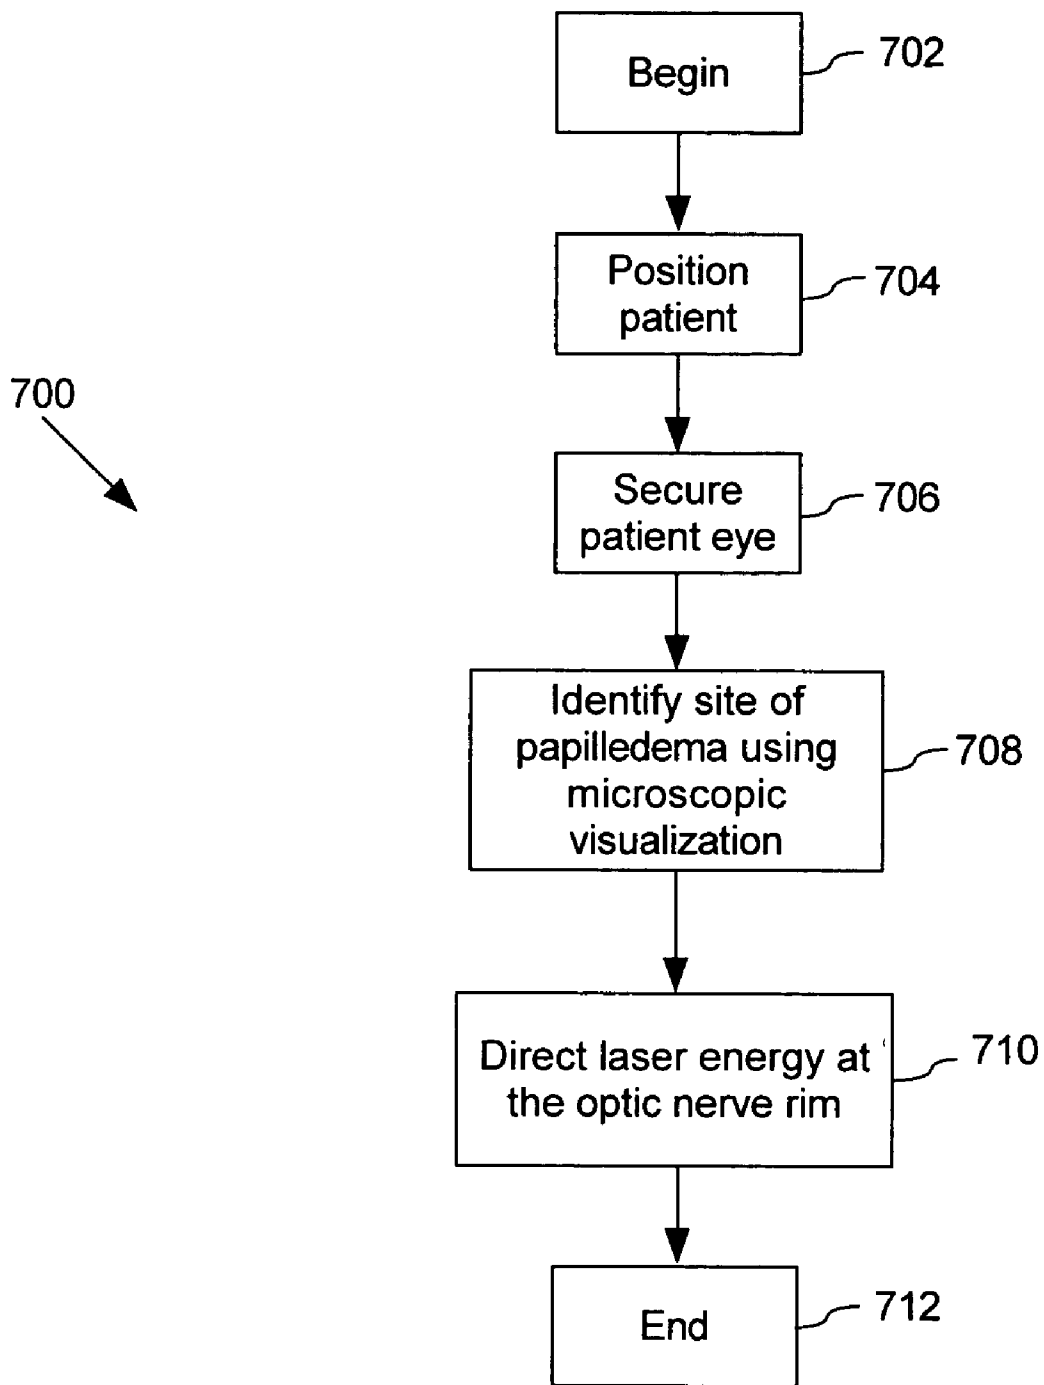 Begin
702
Position
patient
704
700
Secure
patient eye
706
Identify site of
papilledema using
microscopic
visualization
708
Direct laser energy at
the optic nerve rim
710
End
712